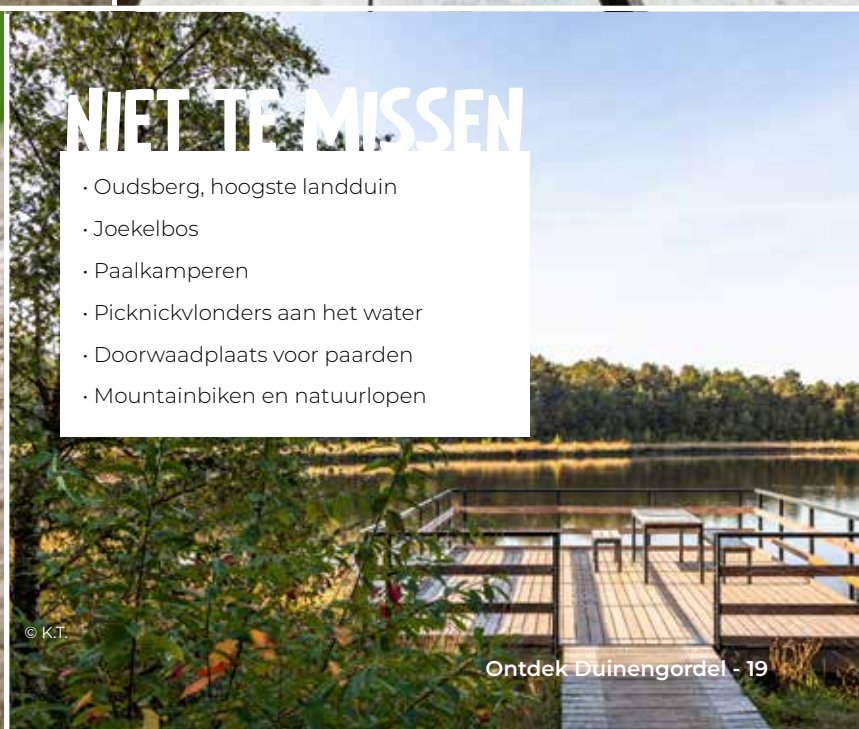 NIET TE MISSEN
· Oudsberg, hoogste landduin
· Joekelbos
· Paalkamperen
· Picknickvlonders aan het water
· Doorwaadplaats voor paarden
· Mountainbiken en natuurlopen
© K.T.
Ontdek Duinengordel - 19